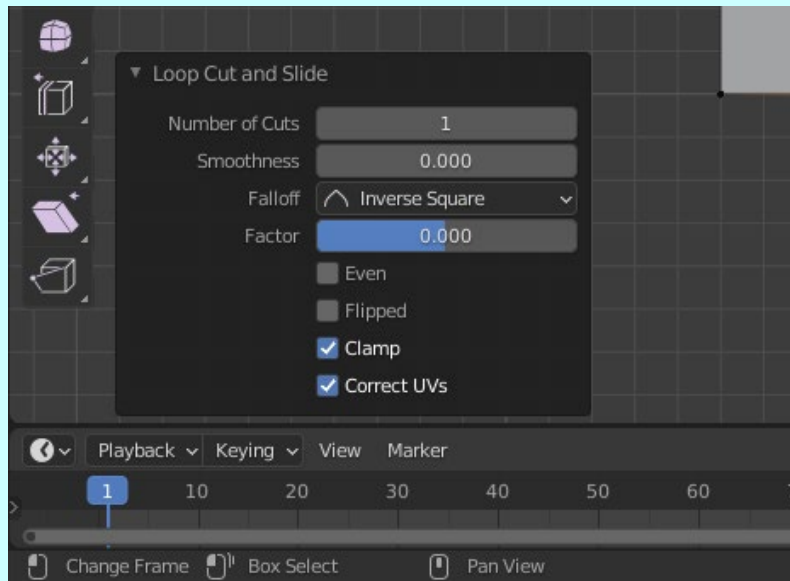 Loop Cut and Slide
Number of Cuts 1
Smoothness 0.000
Falloff Inverse Square
Factor 0.000
Even
Flipped
Clamp
Correct UVs
Playback Keying View Marker
1 10 20 30 40 50 60
Change Frame Box Select Pan View